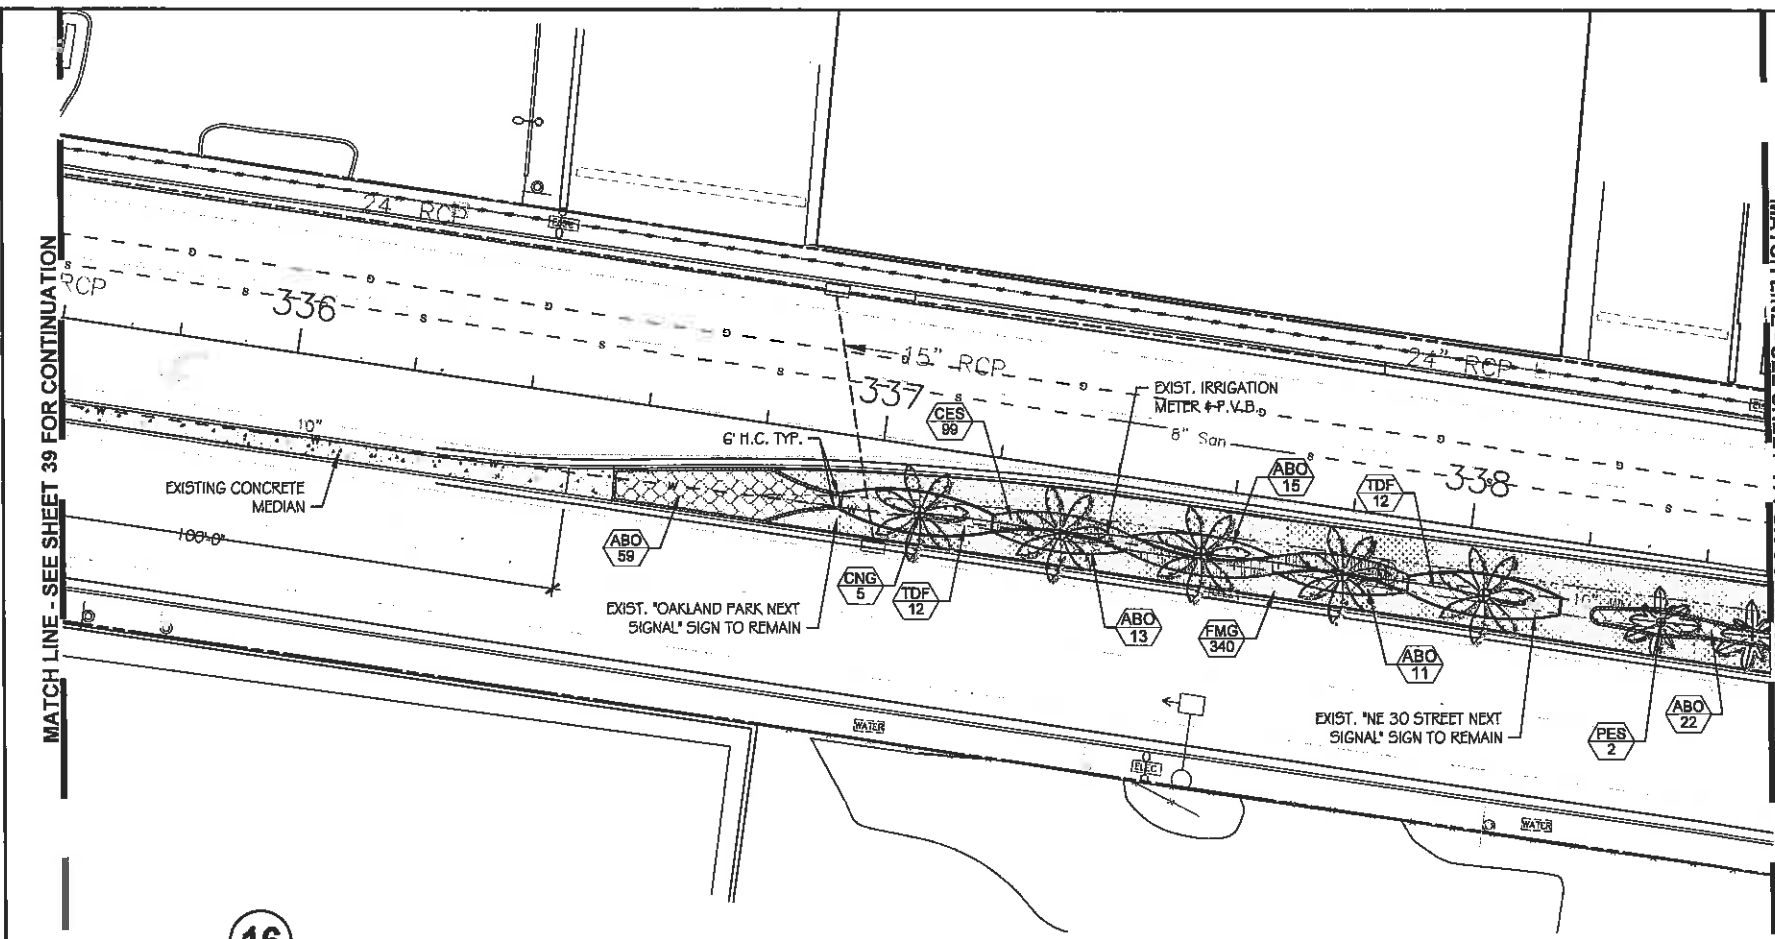 MATCH LINE - SEE SHEET 39 FOR CONTINUATION
24" RCP
ELEC
RCP
336
15" RCP
24" RCP
337
338
8" San
10"
EXISTING CONCRETE
MEDIAN
100'-0"
6' H.C. TYP.
CES
99
EXIST. IRRIGATION
METER & P.V.B.
ABO
15
TDF
12
ABO
59
CNG
5
TDF
12
EXIST. "OAKLAND PARK NEXT
SIGNAL" SIGN TO REMAIN
ABO
13
FMG
340
ABO
11
EXIST. "NE 30 STREET NEXT
SIGNAL" SIGN TO REMAIN
PES
2
ABO
22
WATER
ELEC
WATER
16